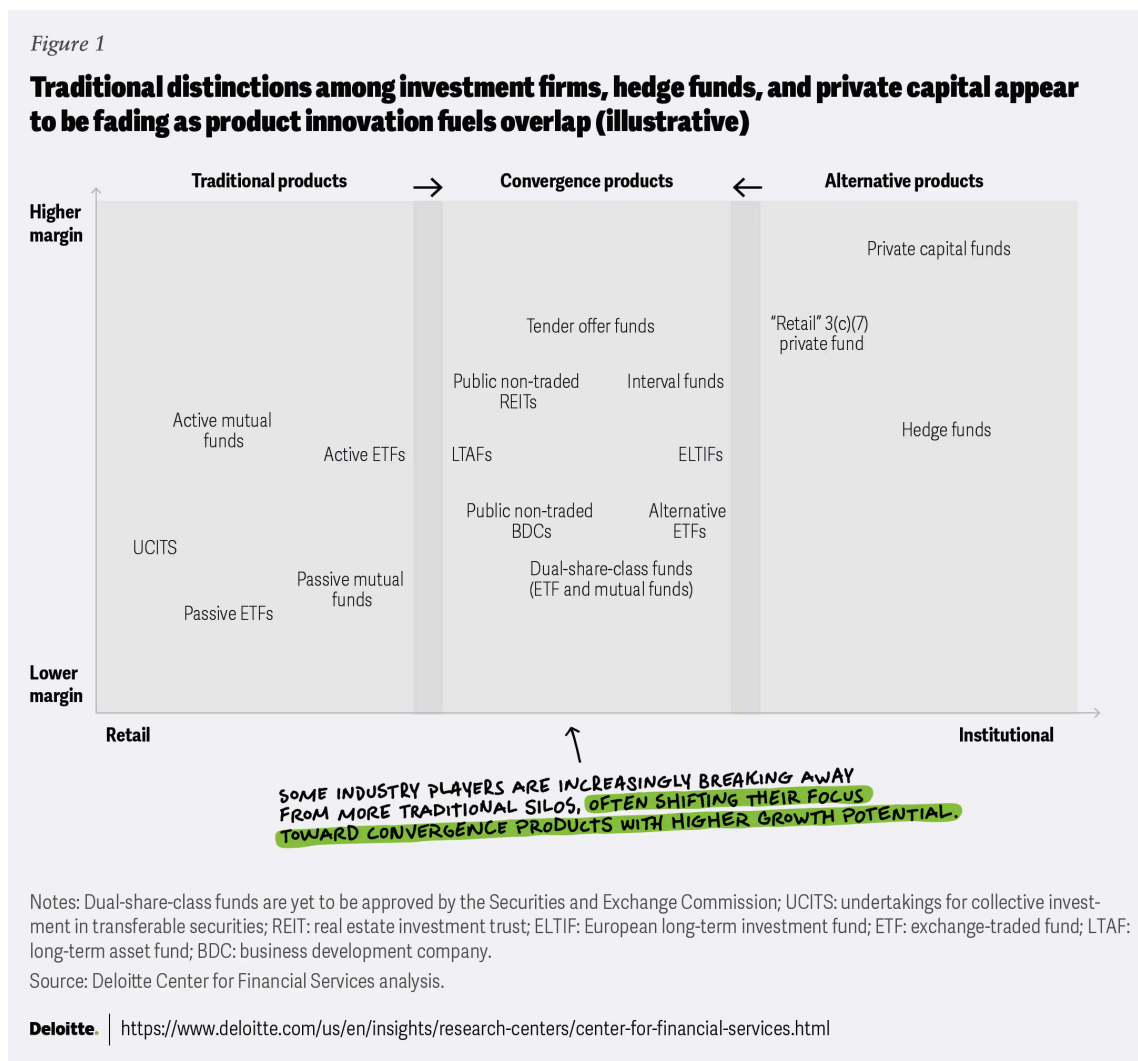 Figure 1
Traditional distinctions among investment firms, hedge funds, and private capital appear
to be fading as product innovation fuels overlap (illustrative)
Traditional products → Convergence products ← Alternative products
Higher
margin
Private capital funds
Tender offer funds
“Retail” 3(c)(7)
private fund
Public non-traded
REITs
Interval funds
Active mutual
funds
Hedge funds
Active ETFs
LTAFs
ELTIFs
Public non-traded
BDCs
Alternative
ETFs
UCITS
Dual-share-class funds
(ETF and mutual funds)
Passive mutual
funds
Passive ETFs
Lower
margin
Retail
Institutional
SOME INDUSTRY PLAYERS ARE INCREASINGLY BREAKING AWAY
FROM MORE TRADITIONAL SILOS, OFTEN SHIFTING THEIR FOCUS
TOWARD CONVERGENCE PRODUCTS WITH HIGHER GROWTH POTENTIAL.
Notes: Dual-share-class funds are yet to be approved by the Securities and Exchange Commission; UCITS: undertakings for collective invest-
ment in transferable securities; REIT: real estate investment trust; ELTIF: European long-term investment fund; ETF: exchange-traded fund; LTAF:
long-term asset fund; BDC: business development company.
Source: Deloitte Center for Financial Services analysis.
Deloitte. | https://www.deloitte.com/us/en/insights/research-centers/center-for-financial-services.html